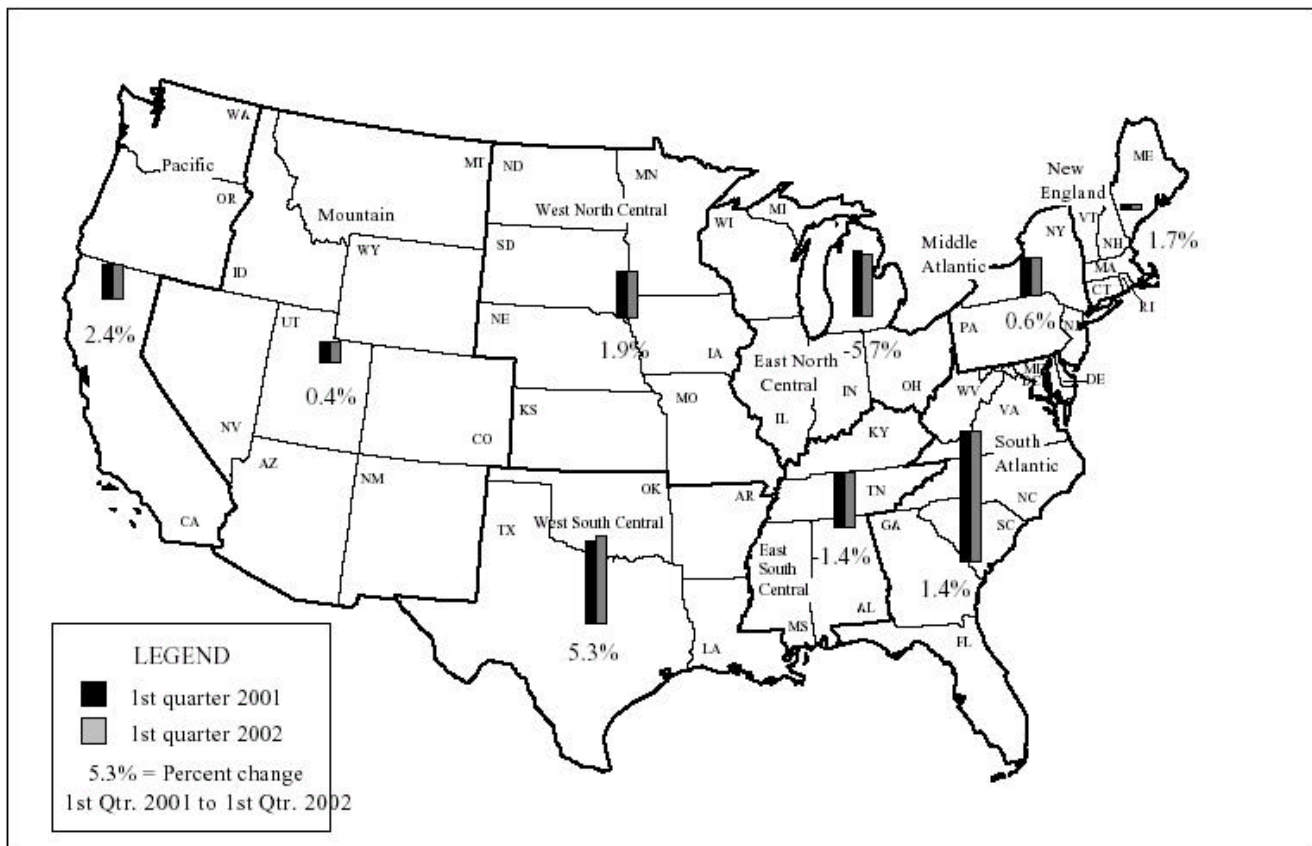 WA
Pacific
OR
MT
ND
MN
Mountain
West North Central
ID
WY
SD
WI
MI
New
England
ME
VT
NH
NY
1.7%
Middle
Atlantic
MA
CT
RI
2.4%
UT
0.4%
NE
1.9%
IA
East North
Central
-5.7%
PA
0.6%
NJ
IL
IN
OH
WV
DE
NV
CO
KS
MO
KY
VA
South
Atlantic
AZ
NM
OK
AR
TN
NC
CA
TX
West South Central
GA
SC
East
South
Central
-1.4%
1.4%
5.3%
LA
MS
AL
FL
LEGEND
1st quarter 2001
1st quarter 2002
5.3% = Percent change
1st Qtr. 2001 to 1st Qtr. 2002